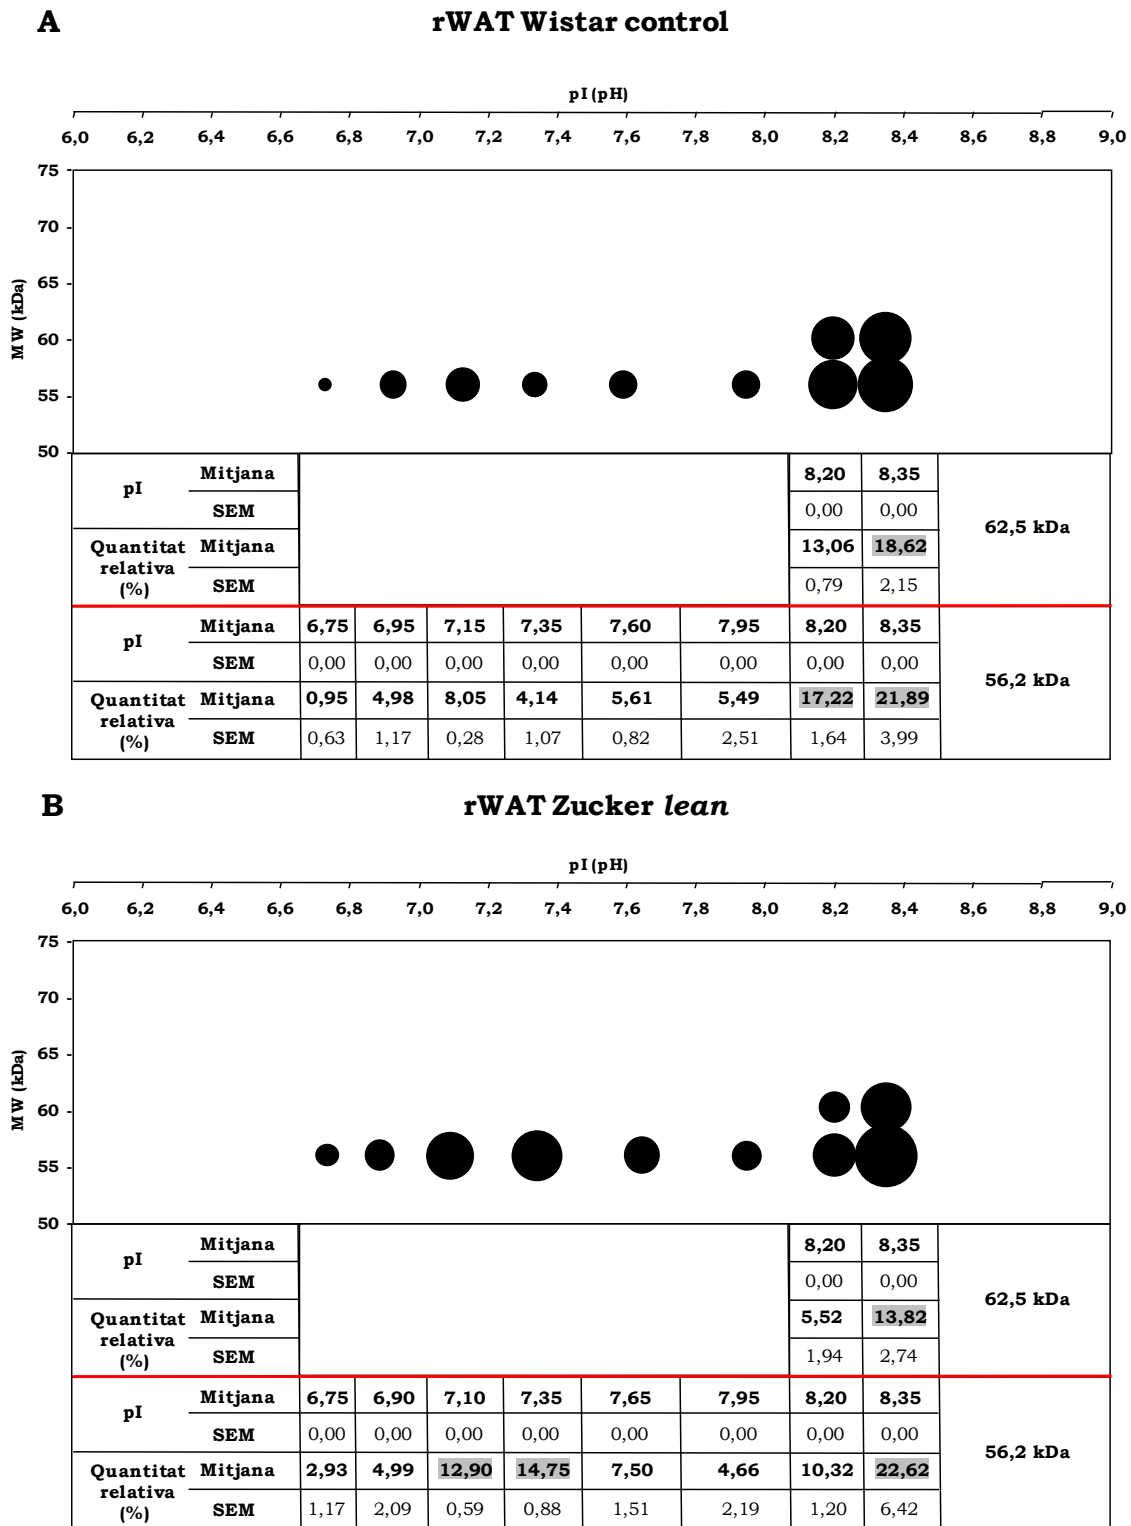 A rWAT Wistar control
pI (pH)
6,0 6,2 6,4 6,6 6,8 7,0 7,2 7,4 7,6 7,8 8,0 8,2 8,4 8,6 8,8 9,0
MW (kDa)
75
70
65
60
55
50
pI Mitjana 8,20 8,35
SEM 0,00 0,00
62,5 kDa
Quantitat relativa (%) Mitjana 13,06 18,62
SEM 0,79 2,15
pI Mitjana 6,75 6,95 7,15 7,35 7,60 7,95 8,20 8,35
SEM 0,00 0,00 0,00 0,00 0,00 0,00 0,00 0,00
56,2 kDa
Quantitat relativa (%) Mitjana 0,95 4,98 8,05 4,14 5,61 5,49 17,22 21,89
SEM 0,63 1,17 0,28 1,07 0,82 2,51 1,64 3,99
B rWAT Zucker lean
pI (pH)
6,0 6,2 6,4 6,6 6,8 7,0 7,2 7,4 7,6 7,8 8,0 8,2 8,4 8,6 8,8 9,0
MW (kDa)
75
70
65
60
55
50
pI Mitjana 8,20 8,35
SEM 0,00 0,00
62,5 kDa
Quantitat relativa (%) Mitjana 5,52 13,82
SEM 1,94 2,74
pI Mitjana 6,75 6,90 7,10 7,35 7,65 7,95 8,20 8,35
SEM 0,00 0,00 0,00 0,00 0,00 0,00 0,00 0,00
56,2 kDa
Quantitat relativa (%) Mitjana 2,93 4,99 12,90 14,75 7,50 4,66 10,32 22,62
SEM 1,17 2,09 0,59 0,88 1,51 2,19 1,20 6,42